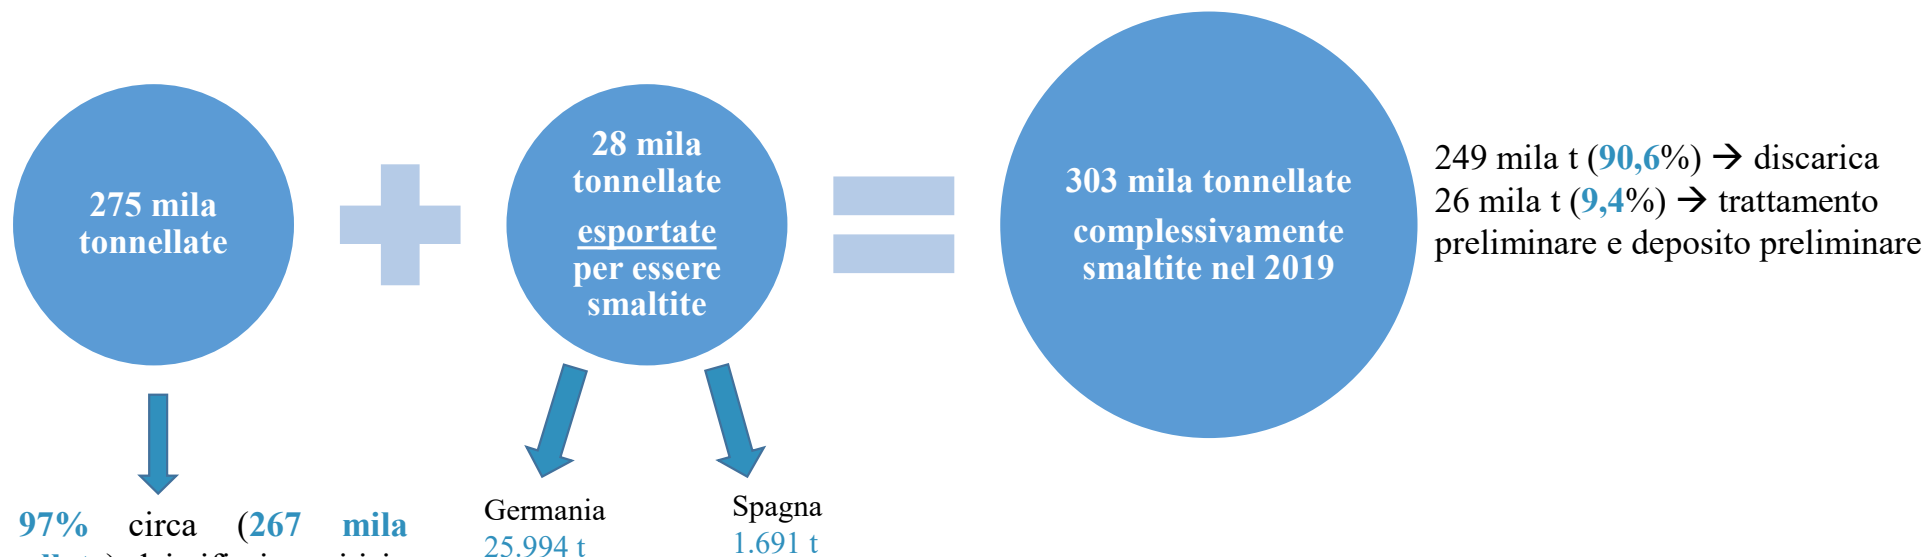 275 mila
tonnellate
28 mila
tonnellate
esportate
per essere
smaltite
303 mila tonnellate
complessivamente
smaltite nel 2019
249 mila t (90,6%) → discarica
26 mila t (9,4%) → trattamento
preliminare e deposito preliminare
97% circa (267 mila
Germania
25.994 t
Spagna
1.691 t